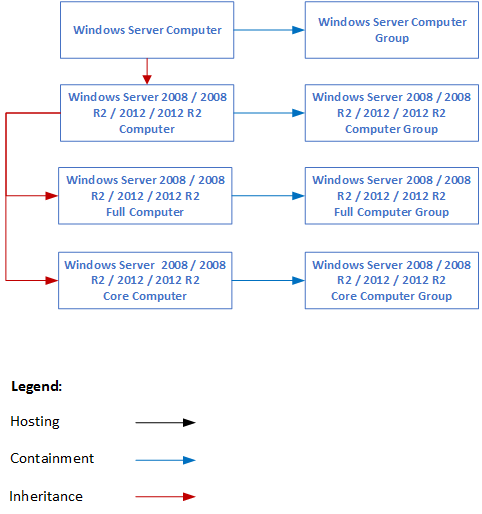 Windows Server Computer
Windows Server Computer
Group
Windows Server 2008 / 2008
R2 / 2012 / 2012 R2
Computer
Windows Server 2008 / 2008
R2 / 2012 / 2012 R2
Computer Group
Windows Server 2008 / 2008
R2 / 2012 / 2012 R2
Full Computer
Windows Server 2008 / 2008
R2 / 2012 / 2012 R2
Full Computer Group
Windows Server  2008 / 2008
R2 / 2012 / 2012 R2
Core Computer
Windows Server 2008 / 2008
R2 / 2012 / 2012 R2
Core Computer Group
Legend:
Hosting
Containment
Inheritance